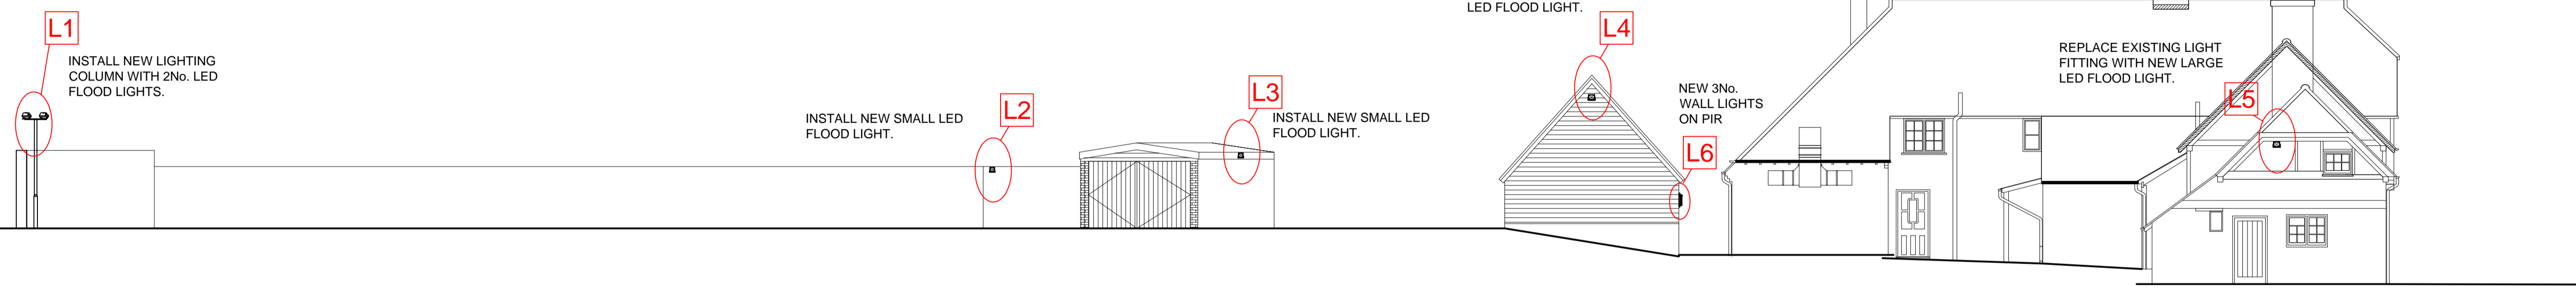 L1
INSTALL NEW LIGHTING
COLUMN WITH 2No. LED
FLOOD LIGHTS.
INSTALL NEW SMALL LED
FLOOD LIGHT.
L2
L3
INSTALL NEW SMALL LED
FLOOD LIGHT.
LED FLOOD LIGHT.
L4
NEW 3No.
WALL LIGHTS
ON PIR
L6
REPLACE EXISTING LIGHT
FITTING WITH NEW LARGE
LED FLOOD LIGHT.
L5